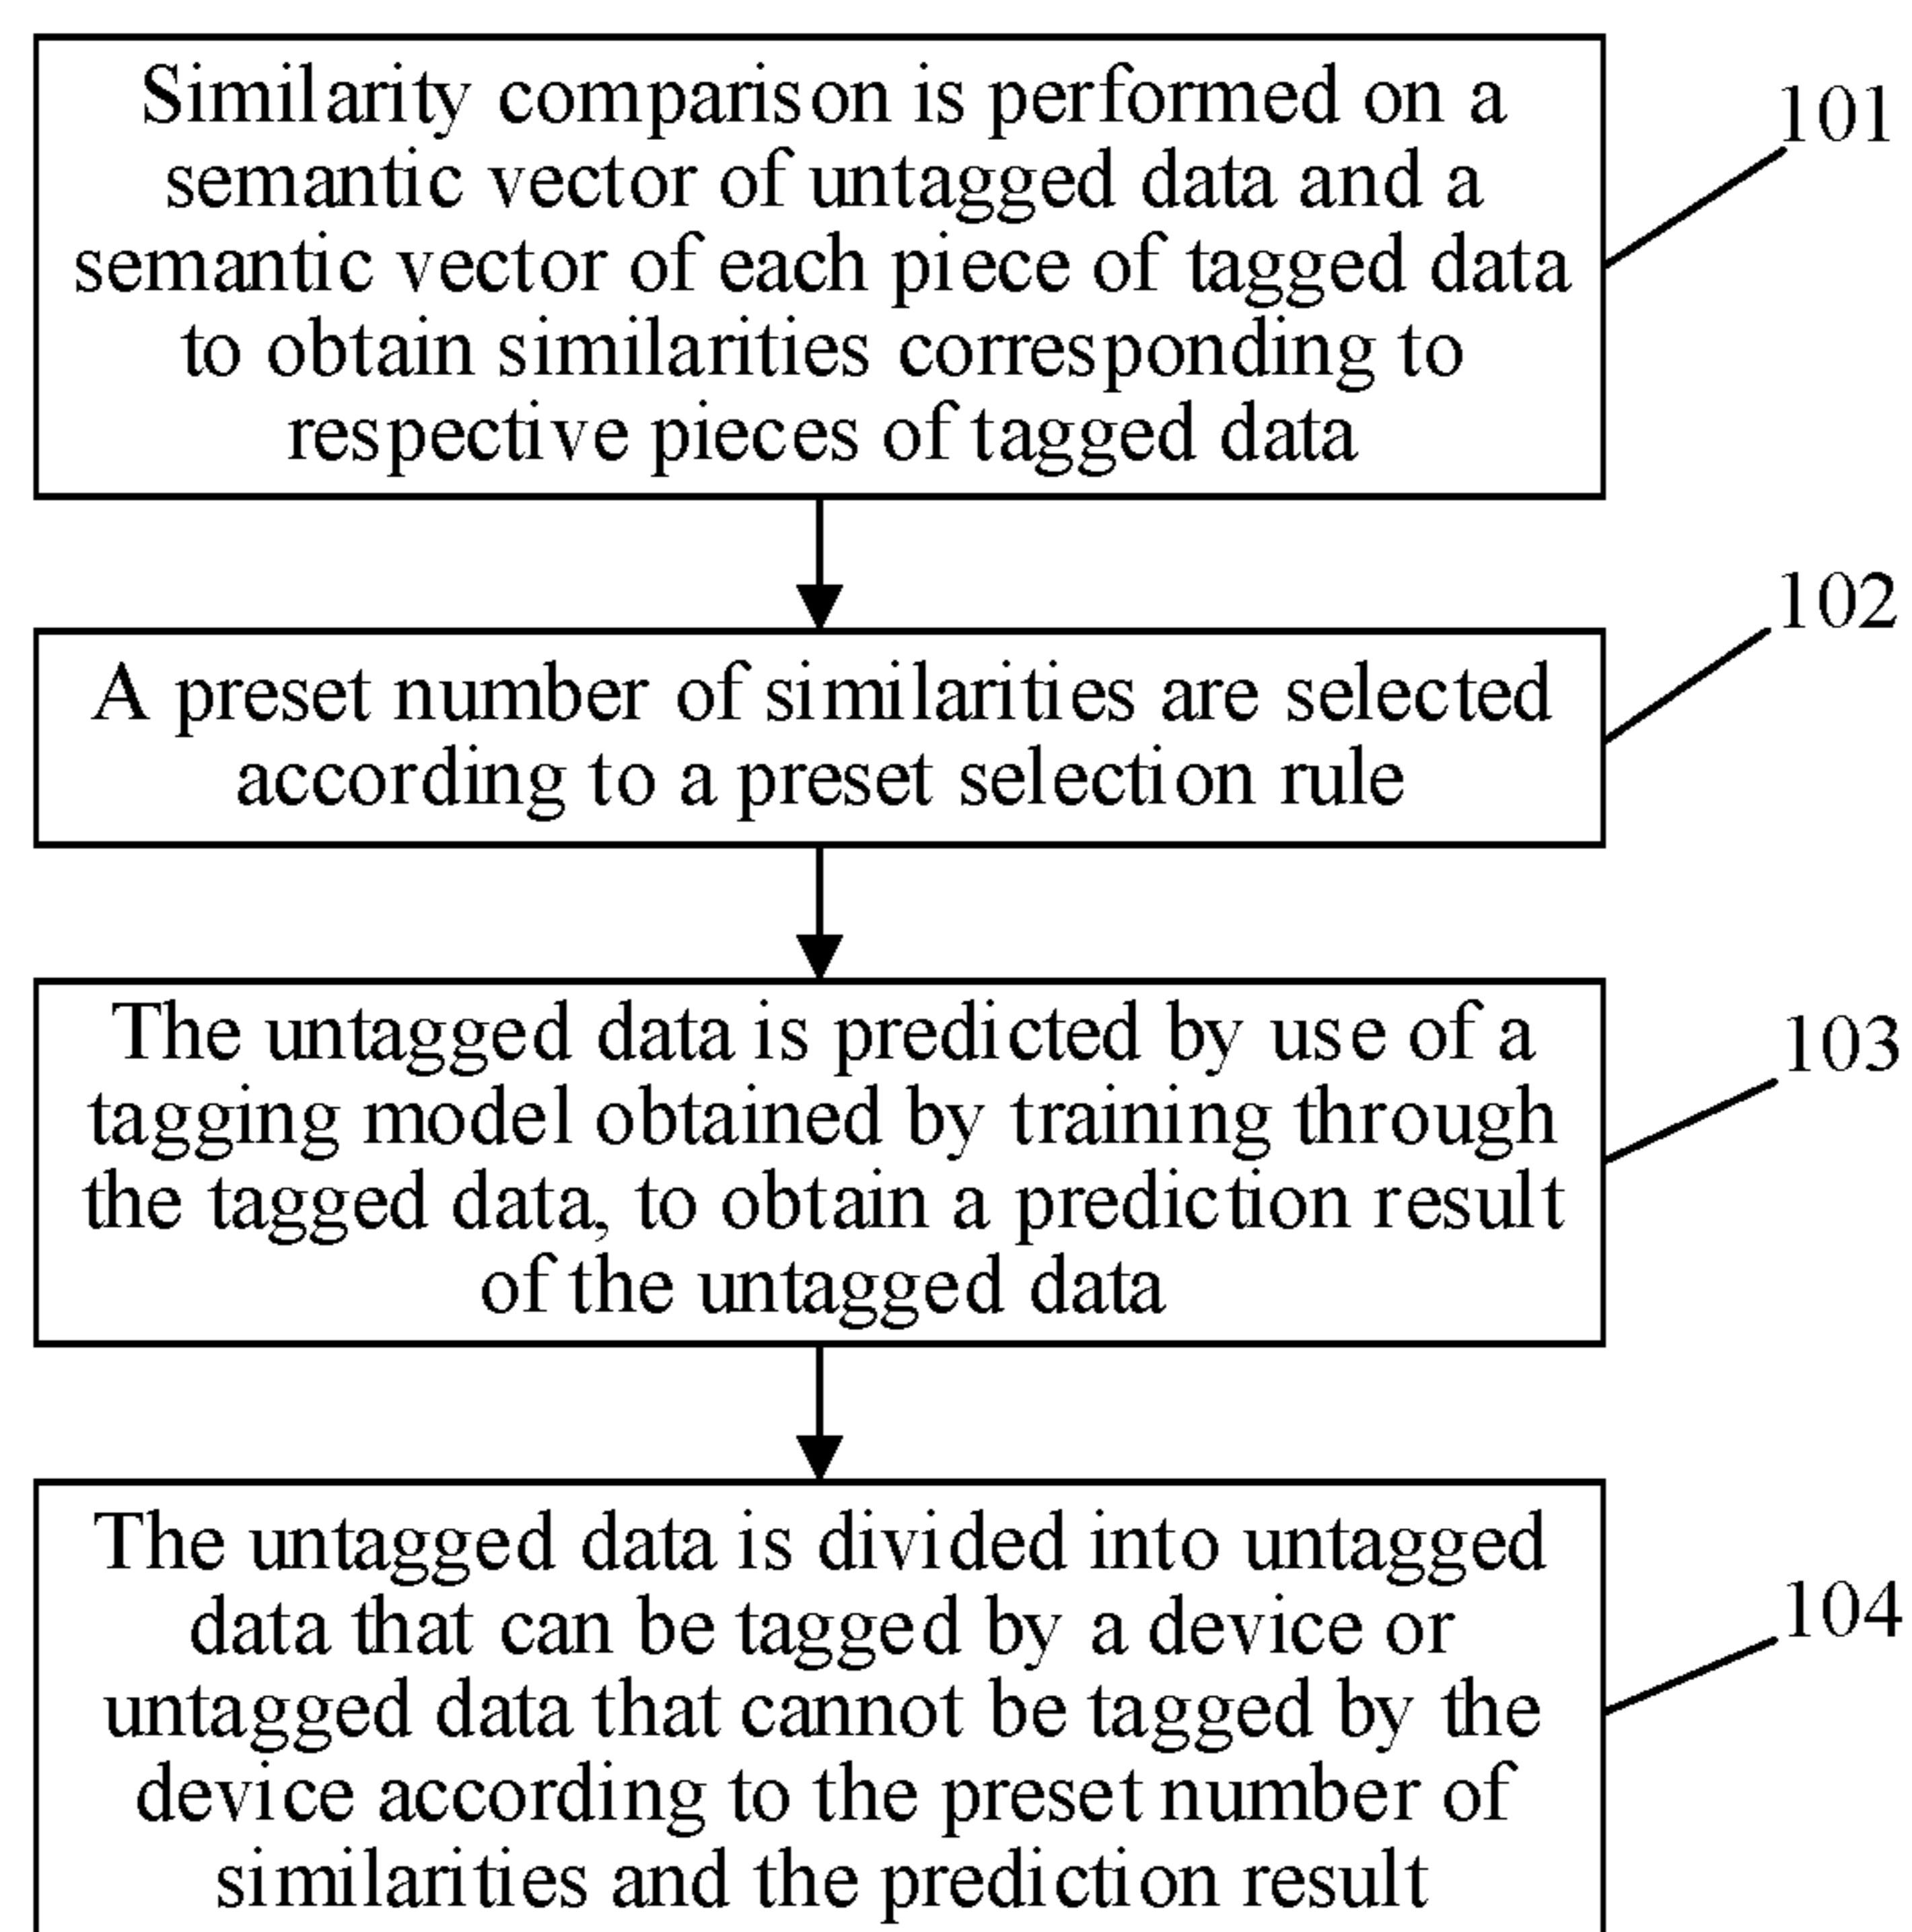 Similarity comparison is performed on a
semantic vector of untagged data and a
semantic vector of each piece of tagged data
to obtain similarities corresponding to
respective pieces of tagged data
101
A preset number of similarities are selected
according to a preset selection rule
102
The untagged data is predicted by use of a
tagging model obtained by training through
the tagged data, to obtain a prediction result
of the untagged data
103
The untagged data is divided into untagged
data that can be tagged by a device or
untagged data that cannot be tagged by the
device according to the preset number of
similarities and the prediction result
104